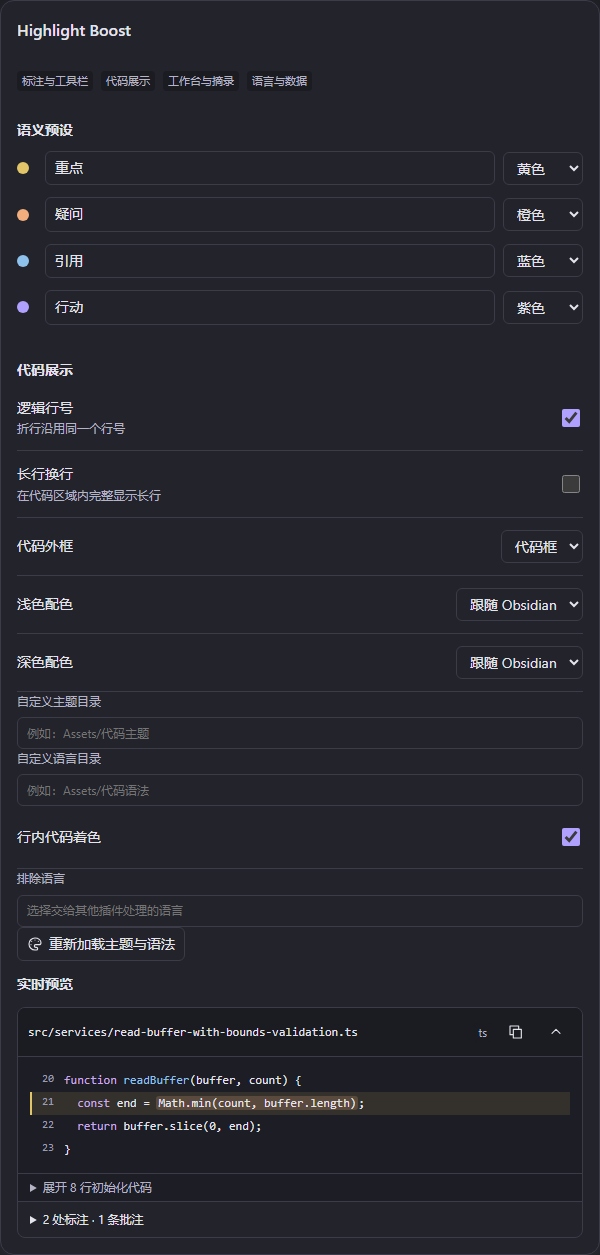 Highlight Boost
标注与工具栏 代码展示 工作台与摘录 语言与数据
语义预设
重点 黄色
疑问 橙色
引用 蓝色
行动 紫色
代码展示
逻辑行号
折行沿用同一个行号
长行换行
在代码区域内完整显示长行
代码外框 代码框
浅色配色 跟随 Obsidian
深色配色 跟随 Obsidian
自定义主题目录
例如：Assets/代码主题
自定义语言目录
例如：Assets/代码语法
行内代码着色
排除语言
选择交给其他插件处理的语言
重新加载主题与语法
实时预览
src/services/read-buffer-with-bounds-validation.ts ts
20 function readBuffer(buffer, count) {
21 const end = Math.min(count, buffer.length);
22 return buffer.slice(0, end);
23 }
展开 8 行初始化代码
2 处标注 · 1 条批注